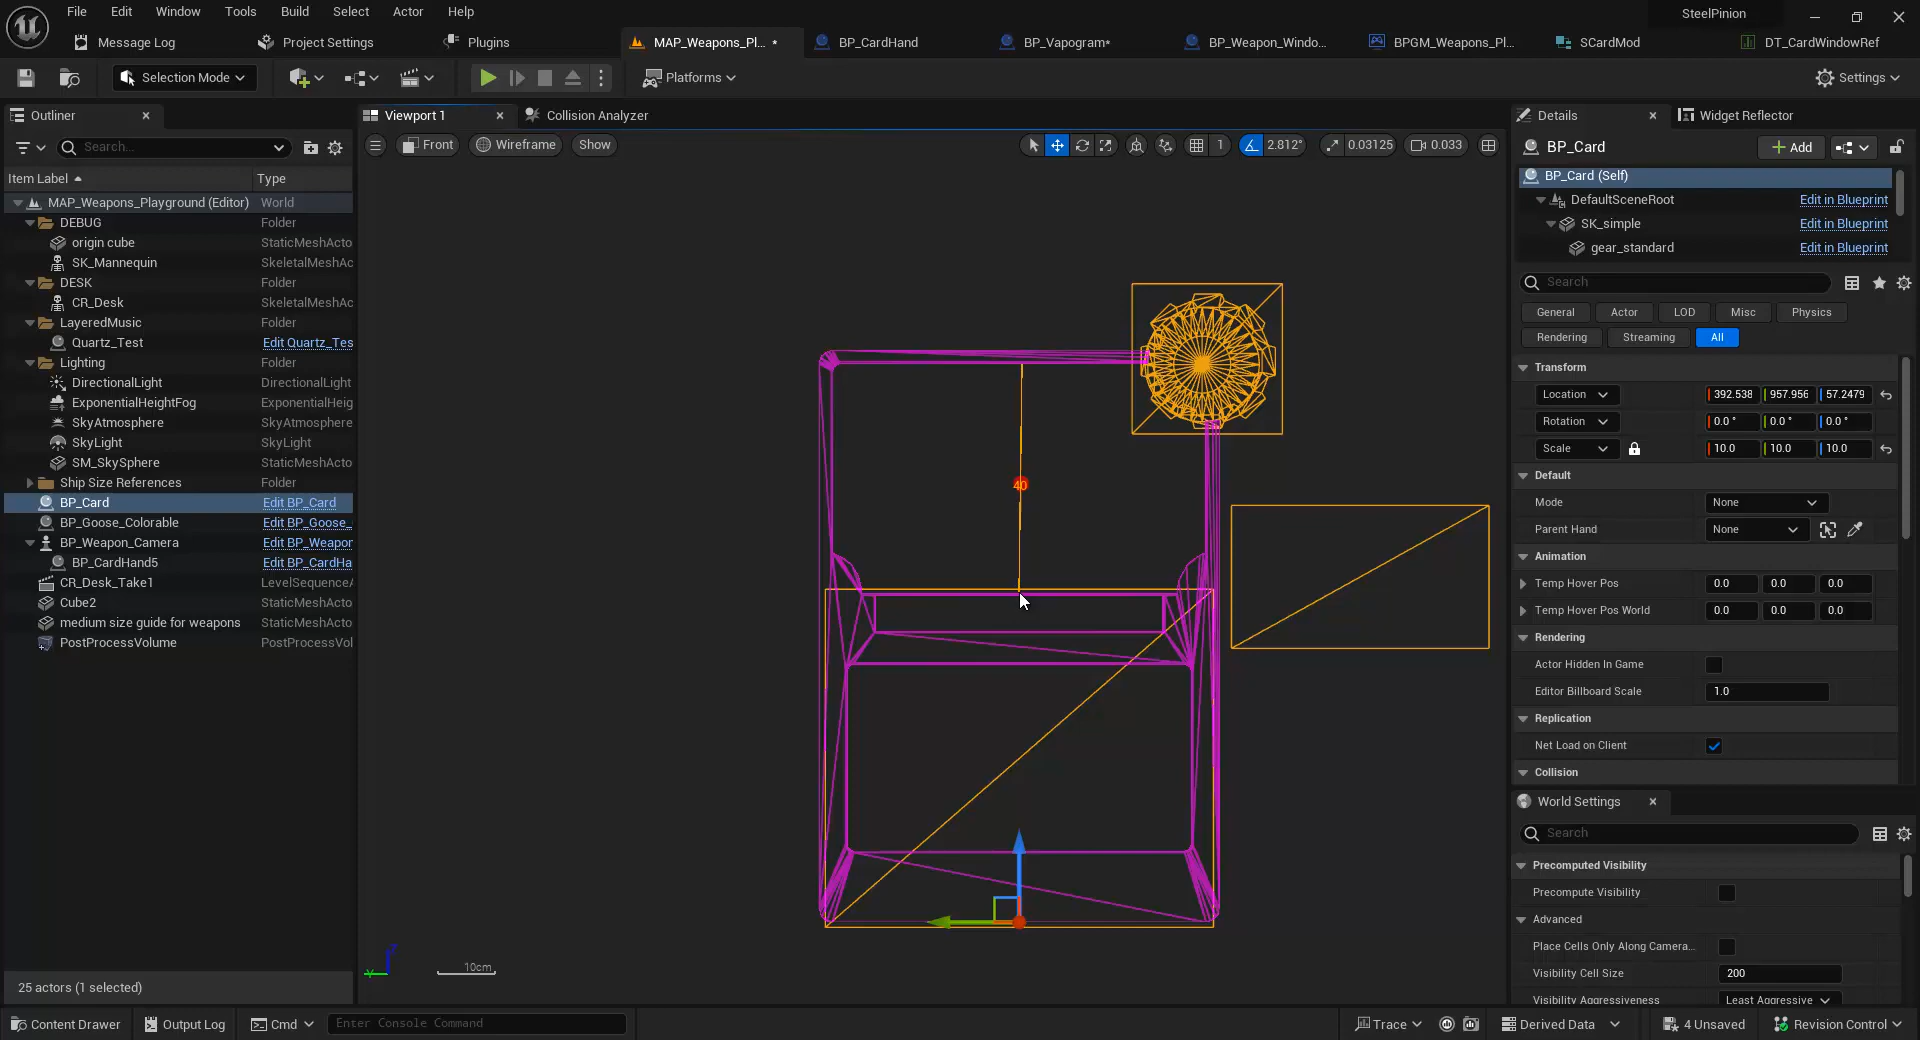 File Edit Window Tools Build Select Actor Help
SteelPinion
Message Log
Project Settings
Plugins
MAP_Weapons_Pl... *
BP_CardHand
BP_Vapogram*
BP_Weapon_Windo...
BPGM_Weapons_Pl...
SCardMod
DT_CardWindowRef
Selection Mode
Platforms
Settings
Outliner
Search...
Item Label
Type
MAP_Weapons_Playground (Editor) World
DEBUG Folder
origin cube StaticMeshActo
SK_Mannequin SkeletalMeshAc
DESK Folder
CR_Desk SkeletalMeshAc
LayeredMusic Folder
Quartz_Test Edit Quartz_Tes
Lighting Folder
DirectionalLight DirectionalLight
ExponentialHeightFog ExponentialHeig
SkyAtmosphere SkyAtmosphere
SkyLight SkyLight
SM_SkySphere StaticMeshActo
Ship Size References Folder
BP_Card Edit BP_Card
BP_Goose_Colorable Edit BP_Goose_
BP_Weapon_Camera Edit BP_Weapon
BP_CardHand5 Edit BP_CardHa
CR_Desk_Take1 LevelSequenceA
Cube2 StaticMeshActo
medium size guide for weapons StaticMeshActo
PostProcessVolume PostProcessVol
25 actors (1 selected)
Viewport 1
Collision Analyzer
Front
Wireframe
Show
1
2.812°
0.03125
0.033
40
10cm
Z
Y
Details
Widget Reflector
BP_Card
Add
BP_Card (Self)
DefaultSceneRoot Edit in Blueprint
SK_simple Edit in Blueprint
gear_standard Edit in Blueprint
Search
General Actor LOD Misc Physics
Rendering Streaming All
Transform
Location 392.538 957.956 57.2479
Rotation 0.0 ° 0.0 ° 0.0 °
Scale 10.0 10.0 10.0
Default
Mode None
Parent Hand None
Animation
Temp Hover Pos 0.0 0.0 0.0
Temp Hover Pos World 0.0 0.0 0.0
Rendering
Actor Hidden In Game
Editor Billboard Scale 1.0
Replication
Net Load on Client
Collision
World Settings
Search
Precomputed Visibility
Precompute Visibility
Advanced
Place Cells Only Along Camera...
Visibility Cell Size 200
Visibility Aggressiveness Least Aggressive
Content Drawer
Output Log
Cmd
Enter Console Command
Trace
Derived Data
4 Unsaved
Revision Control